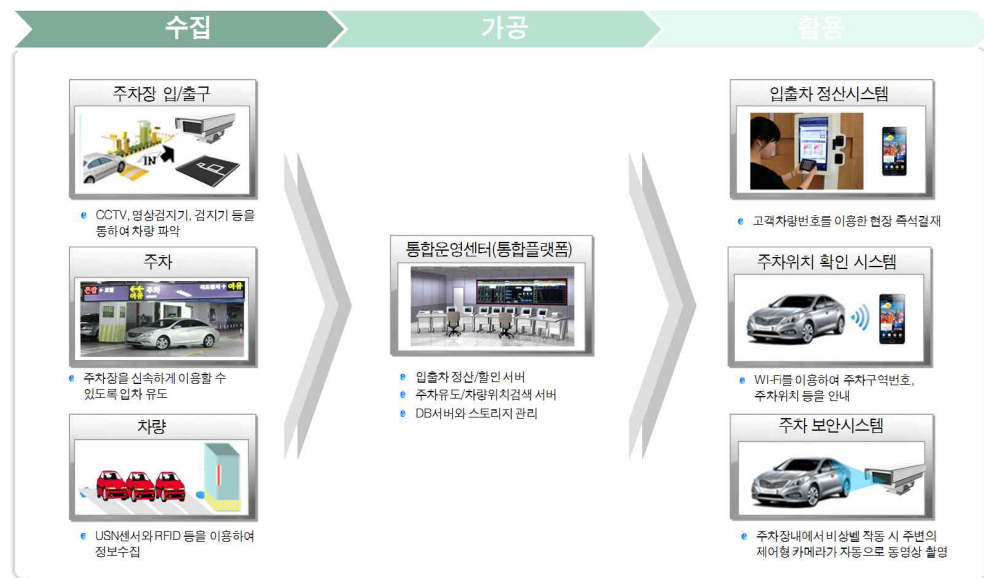 수집
가공
활용
주차장 입/출구
IN
CCTV, 영상검지기, 검지기 등을
통하여 차량 파악
주차
주차
이유
주차장을 신속하게 이용할 수
있도록 입차 유도
차량
USN센서와 RFID 등을 이용하여
정보수집
통합운영센터(통합플랫폼)
입출차 정산/할인 서버
주차유도/차량위치검색 서버
DB서버와 스토리지 관리
입출차 정산시스템
고객차량번호를 이용한 현장 즉석결재
주차위치 확인 시스템
WI-Fi를 이용하여 주차구역번호,
주차위치 등을 안내
주차 보안시스템
주차장내에서 비상벨 작동 시 주변의
제어형 카메라가 자동으로 동영상 촬영